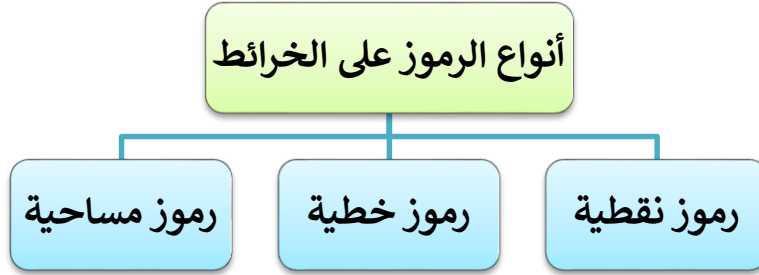 أنواع الرموز على الخرائط
رموز نقطية
رموز خطية
رموز مساحية